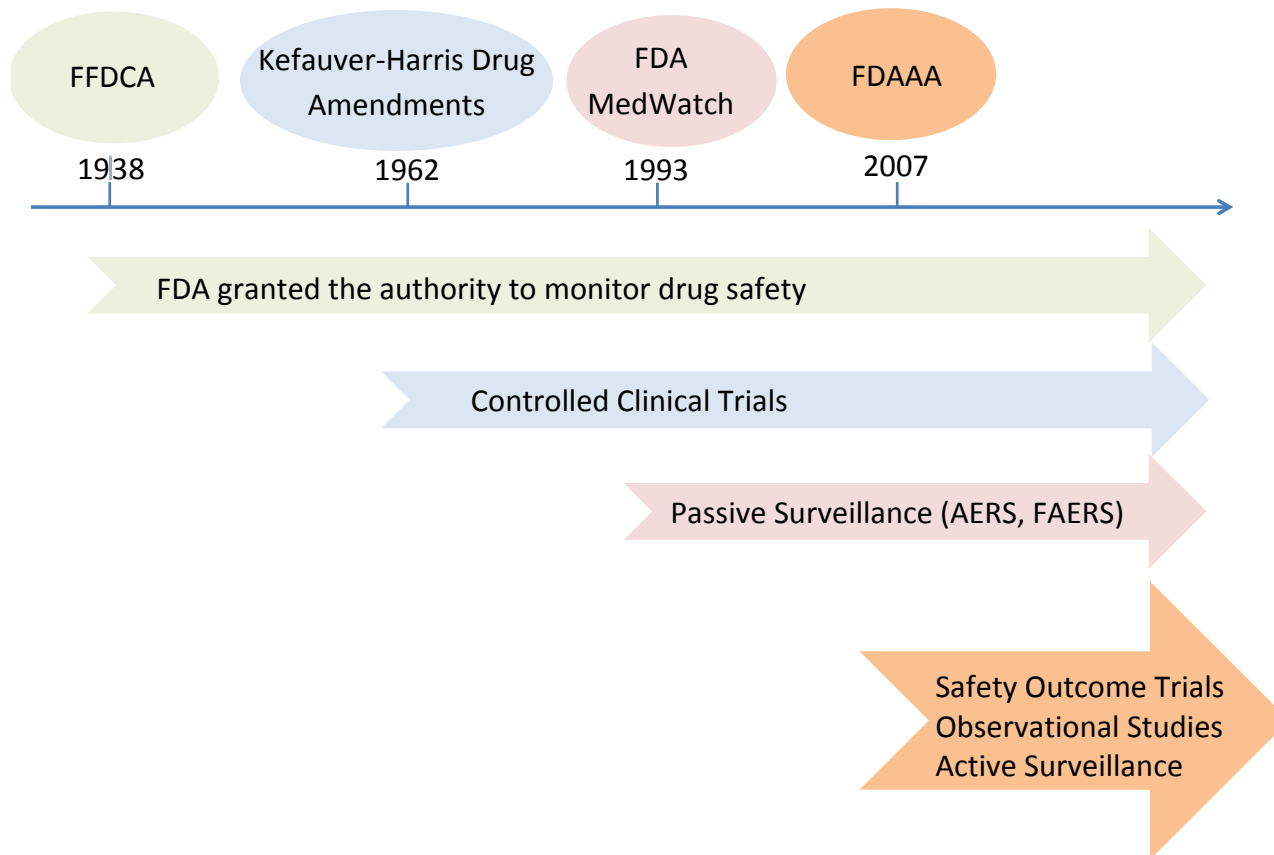 FFDCA
Kefauver-Harris Drug
Amendments
FDA
MedWatch
FDAAA
1938
1962
1993
2007
FDA granted the authority to monitor drug safety
Controlled Clinical Trials
Passive Surveillance (AERS, FAERS)
Safety Outcome Trials
Observational Studies
Active Surveillance